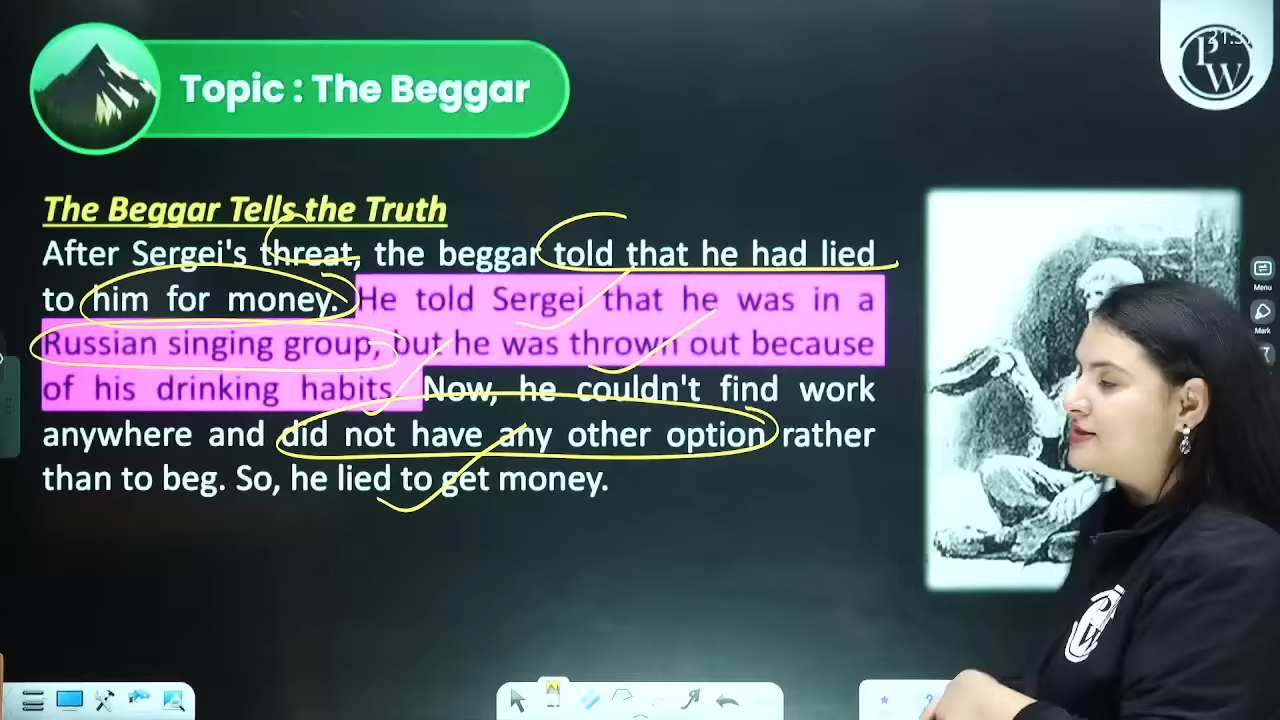 Topic : The Beggar
The Beggar Tells the Truth
After Sergei's threat, the beggar told that he had lied
to him for money. He told Sergei that he was in a
Russian singing group, but he was thrown out because
of his drinking habits. Now, he couldn't find work
anywhere and did not have any other option rather
than to beg. So, he lied to get money.
PW
Menu
Mark